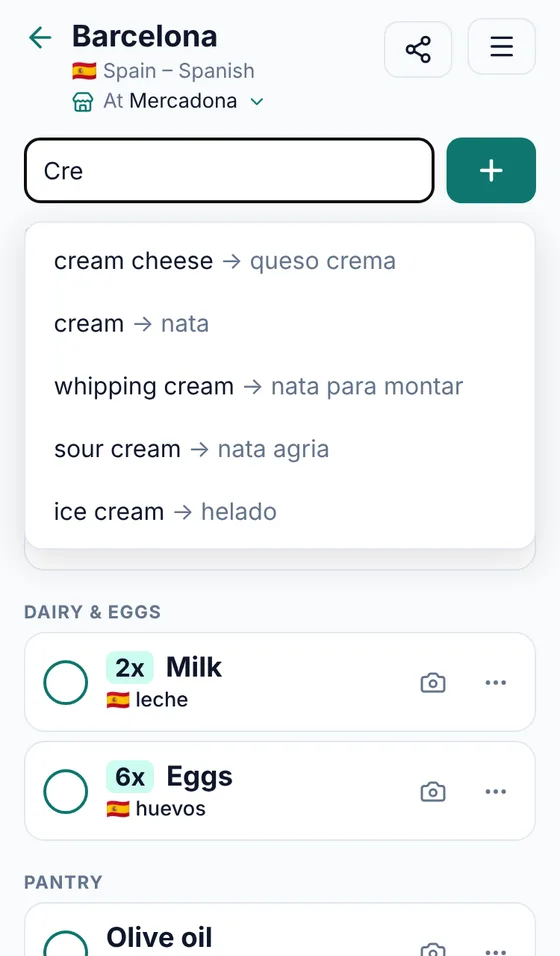 Barcelona
🇪🇸 Spain – Spanish
At Mercadona
Cre
cream cheese → queso crema
cream → nata
whipping cream → nata para montar
sour cream → nata agria
ice cream → helado
DAIRY & EGGS
2x Milk
🇪🇸 leche
6x Eggs
🇪🇸 huevos
PANTRY
Olive oil